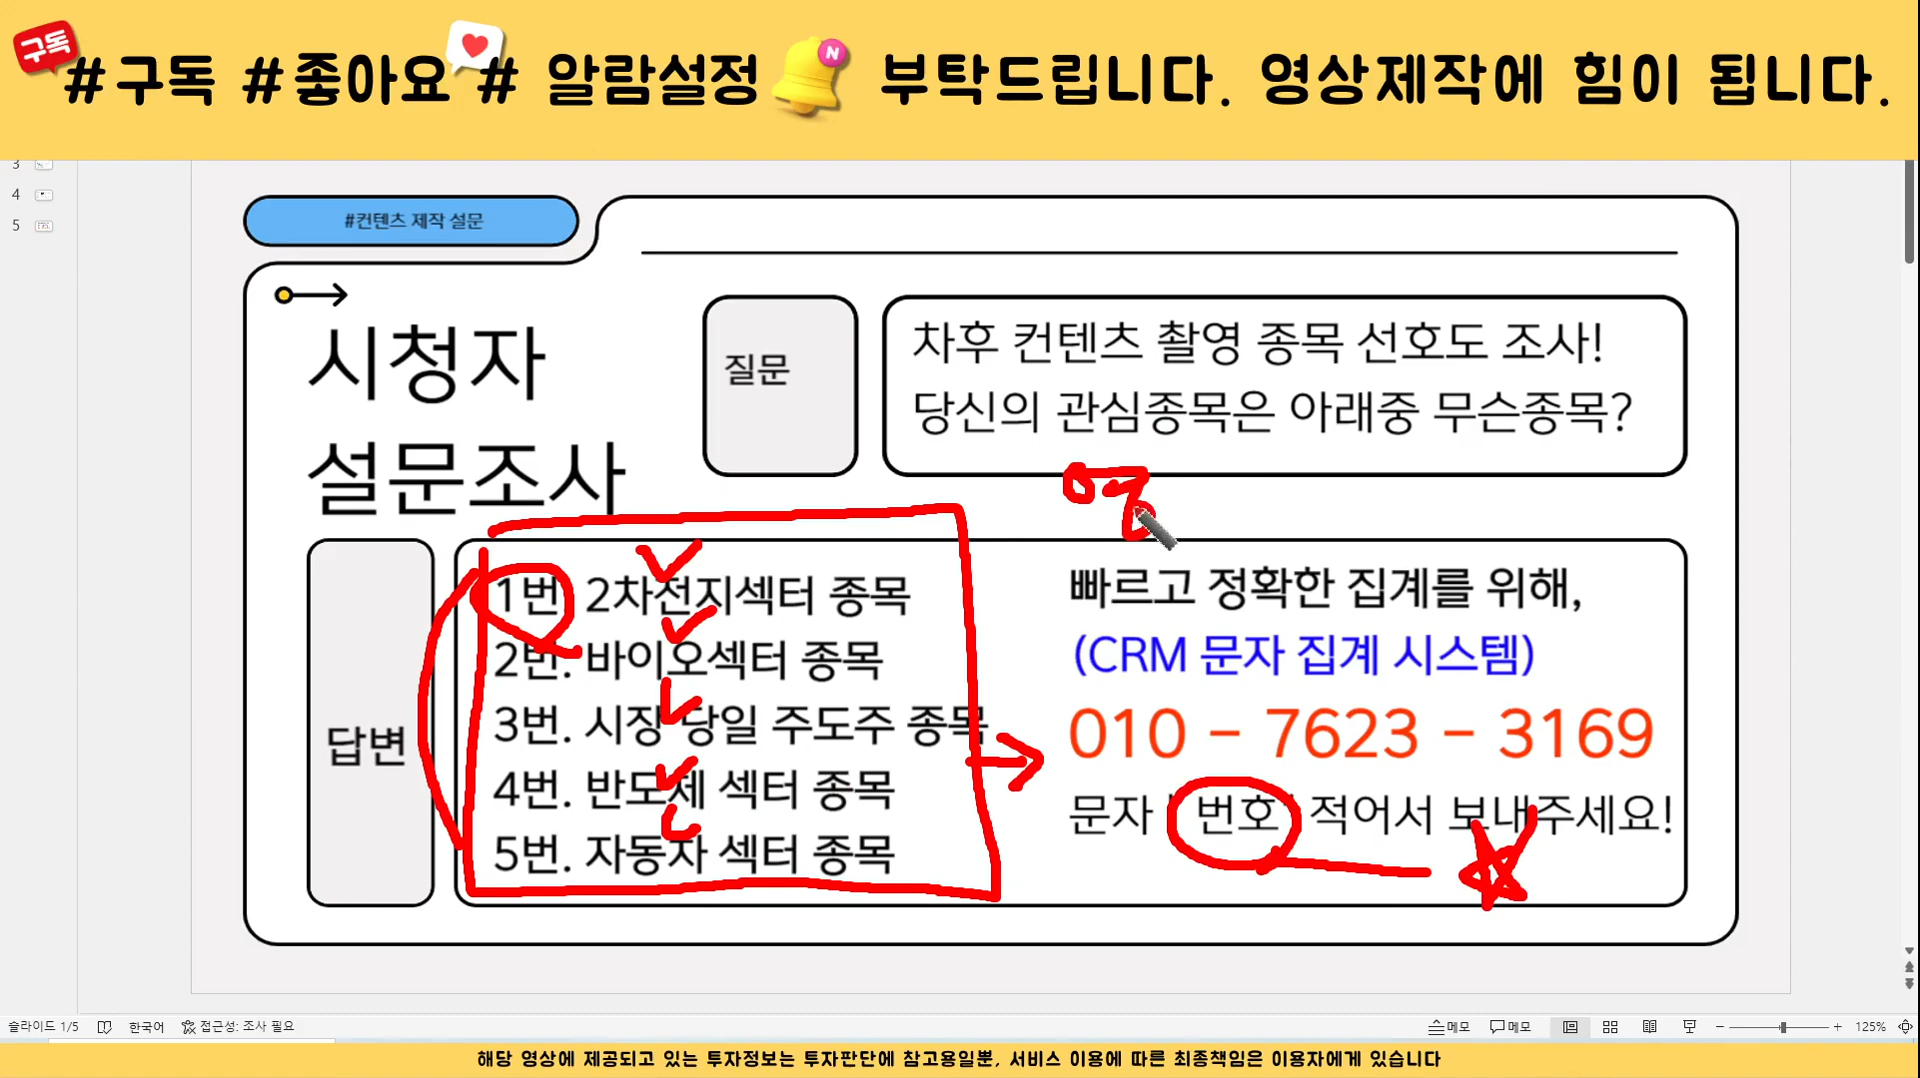 구독
#구독 #좋아요 # 알람설정 N 부탁드립니다. 영상제작에 힘이 됩니다.
3
4
5
#컨텐츠 제작 설문
시청자
설문조사
질문
차후 컨텐츠 촬영 종목 선호도 조사!
당신의 관심종목은 아래중 무슨종목?
답변
1번. 2차전지섹터 종목
2번. 바이오섹터 종목
3번. 시장 당일 주도주 종목
4번. 반도체 섹터 종목
5번. 자동차 섹터 종목
빠르고 정확한 집계를 위해,
(CRM 문자 집계 시스템)
010 - 7623 - 3169
문자 '번호' 적어서 보내주세요!
슬라이드 1/5 한국어 접근성: 조사 필요 메모 메모 125%
해당 영상에 제공되고 있는 투자정보는 투자판단에 참고용일뿐, 서비스 이용에 따른 최종책임은 이용자에게 있습니다